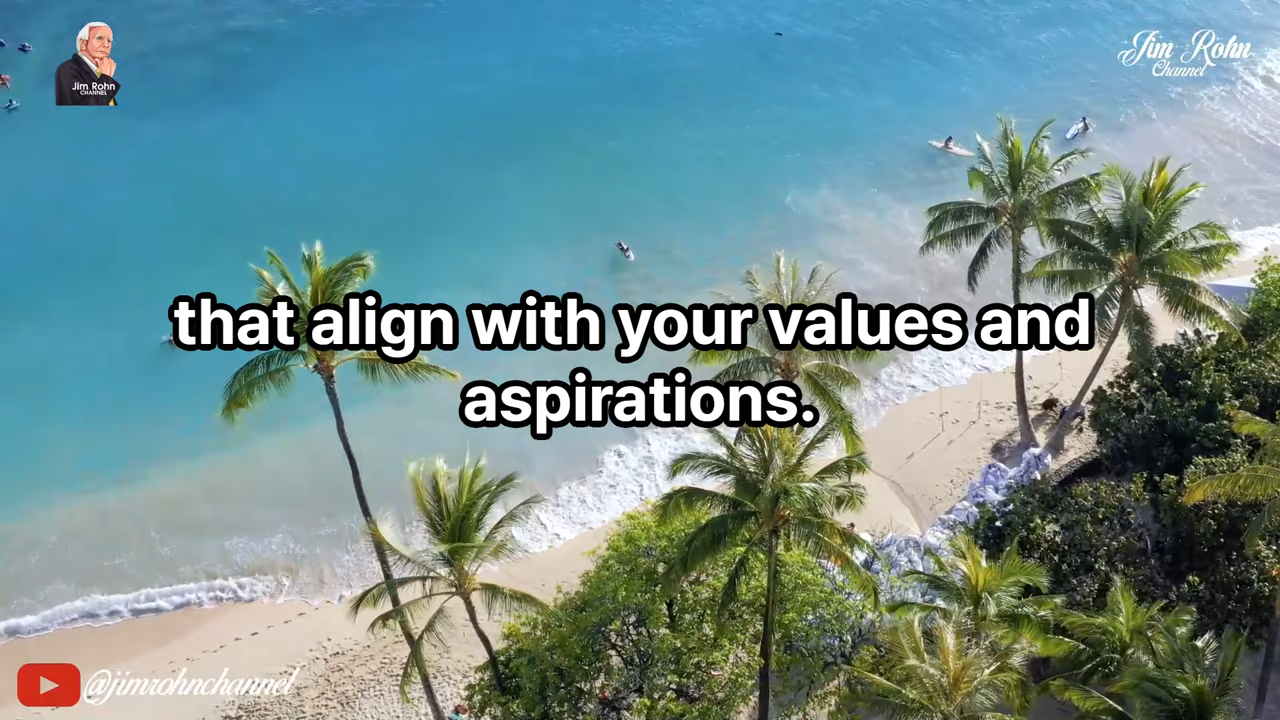 Jim Rohn
CHANNEL
Jim Rohn
Channel
that align with your values and
aspirations.
@jimrohnchannel